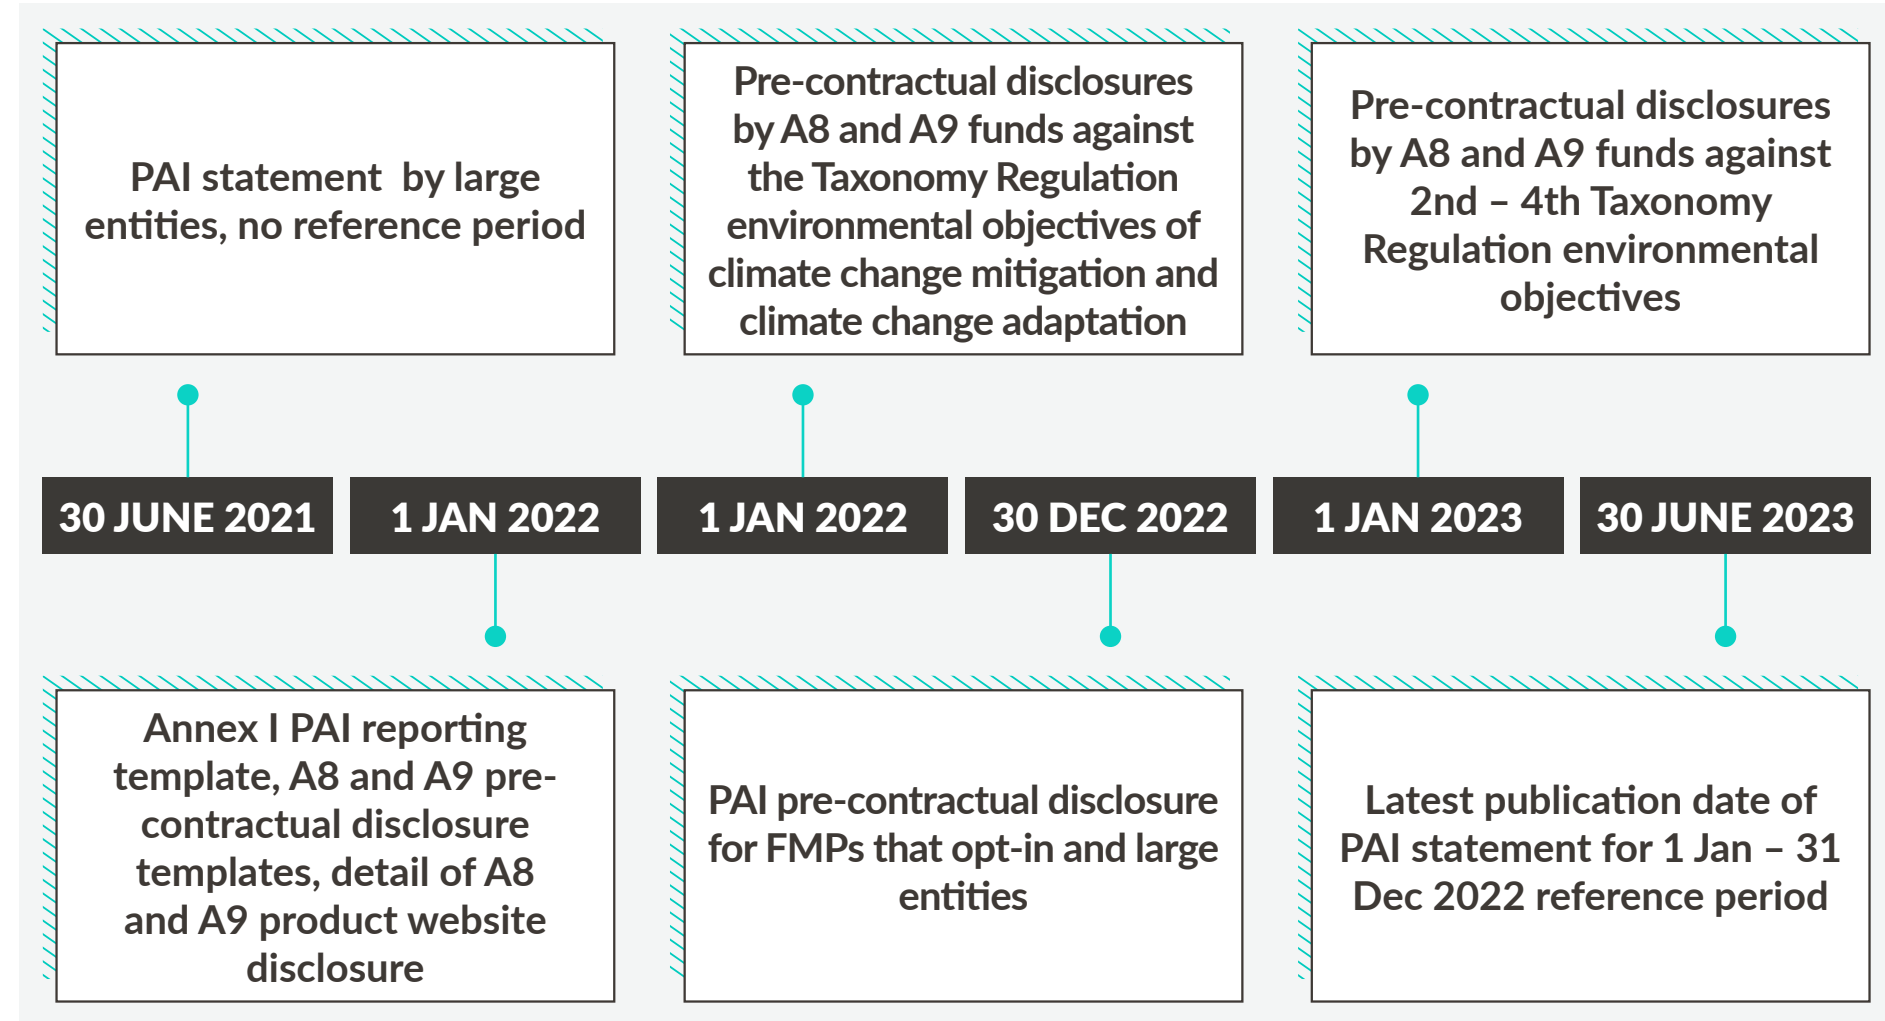 PAI statement by large
entities, no reference period
Pre-contractual disclosures
by A8 and A9 funds against
the Taxonomy Regulation
environmental objectives of
climate change mitigation and
climate change adaptation
Pre-contractual disclosures
by A8 and A9 funds against
2nd – 4th Taxonomy
Regulation environmental
objectives
30 JUNE 2021
1 JAN 2022
1 JAN 2022
30 DEC 2022
1 JAN 2023
30 JUNE 2023
Annex I PAI reporting
template, A8 and A9 pre-
contractual disclosure
templates, detail of A8
and A9 product website
disclosure
PAI pre-contractual disclosure
for FMPs that opt-in and large
entities
Latest publication date of
PAI statement for 1 Jan – 31
Dec 2022 reference period